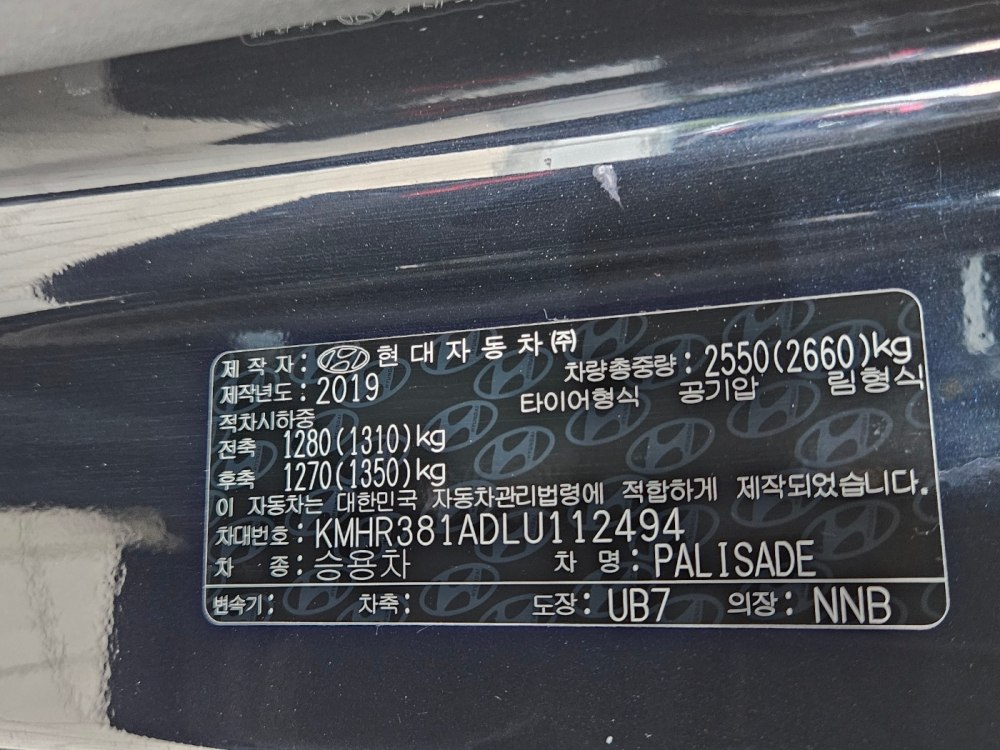 제 작 자 : 현대자동차㈜ 차량총중량 : 2550(2660)kg
제작년도 : 2019 타이어형식 공기압 림형식
적차시하중
전축 1280(1310)kg
후축 1270(1350)kg
이 자동차는 대한민국 자동차관리법령에 적합하게 제작되었습니다.
차대번호 : KMHR381ADLU112494
차 종 : 승용차 차 명 : PALISADE
변속기 : 차축 : 도장 : UB7 의장 : NNB